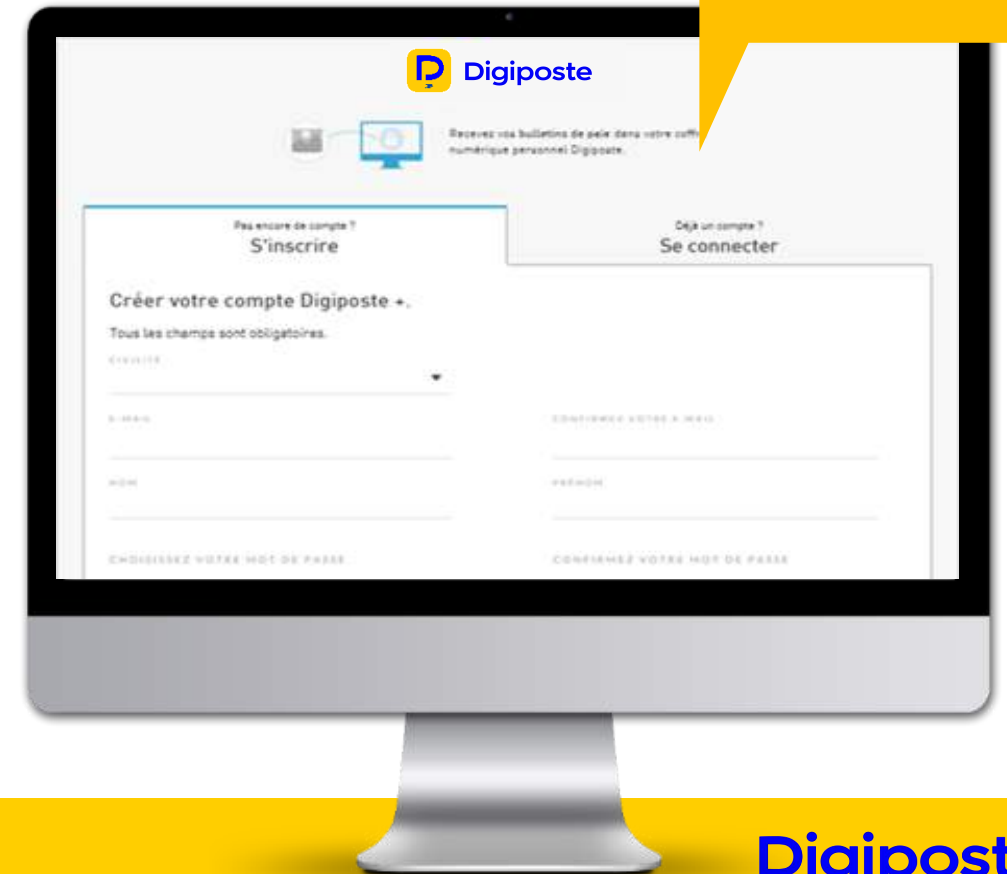 Digiposte
Recevez vos bulletins de paie dans votre coff
numérique personnel Digiposte.
Pas encore de compte ?
S'inscrire
Déjà un compte ?
Se connecter
Créer votre compte Digiposte +.
Tous les champs sont obligatoires.
CIVILITÉ
E-MAIL
CONFIRMEZ VOTRE E-MAIL
NOM
PRÉNOM
CHOISISSEZ VOTRE MOT DE PASSE
CONFIRMEZ VOTRE MOT DE PASSE
Digipost